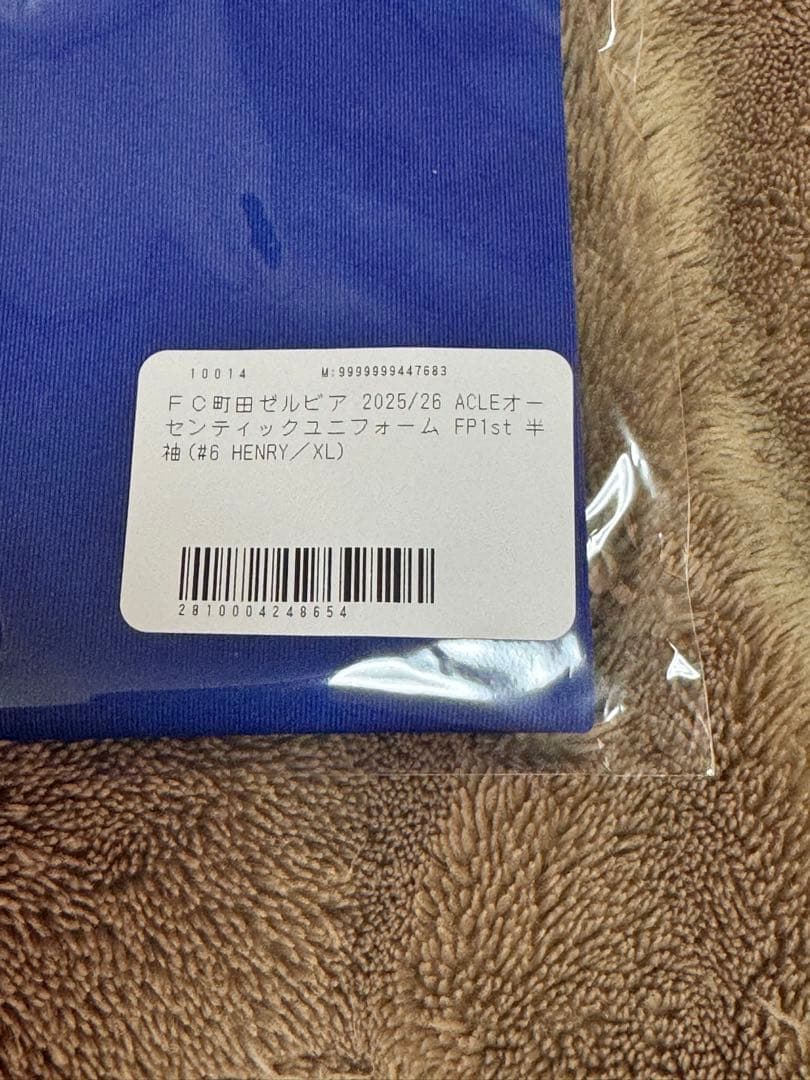 10014 M:9999999447683
ＦＣ町田ゼルビア 2025/26 ACLEオー
センティックユニフォーム FP1st 半
袖(#6 HENRY／XL)
2810004248654